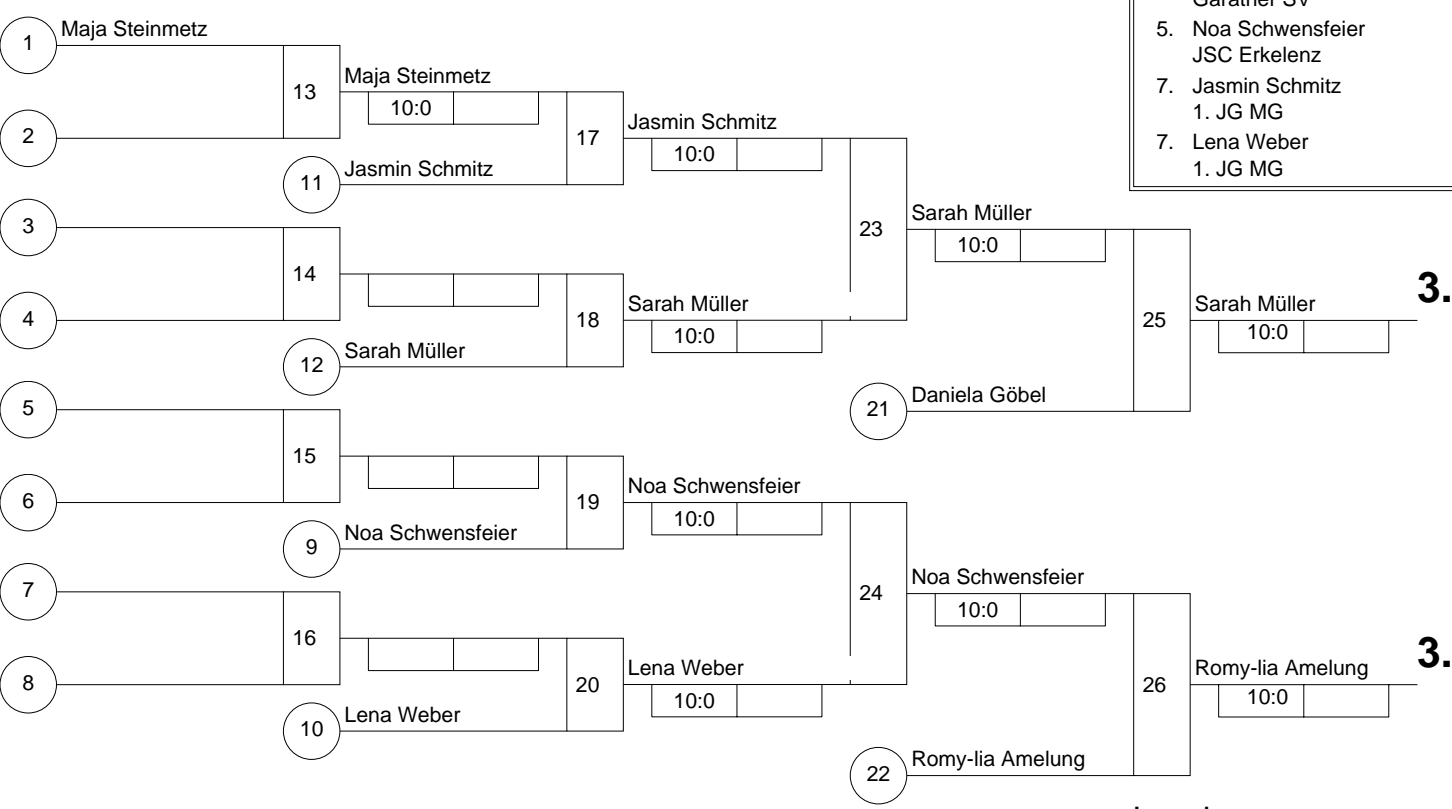 Garather SV
5. Noa Schwensfeier
JSC Erkelenz
7. Jasmin Schmitz
1. JG MG
7. Lena Weber
1. JG MG
1 Maja Steinmetz
13
Maja Steinmetz
10:0
2
17
Jasmin Schmitz
10:0
11 Jasmin Schmitz
3
23
Sarah Müller
10:0
14
4
18
Sarah Müller
10:0
12 Sarah Müller
25
Sarah Müller
10:0
3.
5
21 Daniela Göbel
15
6
19
Noa Schwensfeier
10:0
9 Noa Schwensfeier
7
24
Noa Schwensfeier
10:0
16
8
20
Lena Weber
10:0
10 Lena Weber
26
Romy-lia Amelung
10:0
3.
22 Romy-lia Amelung